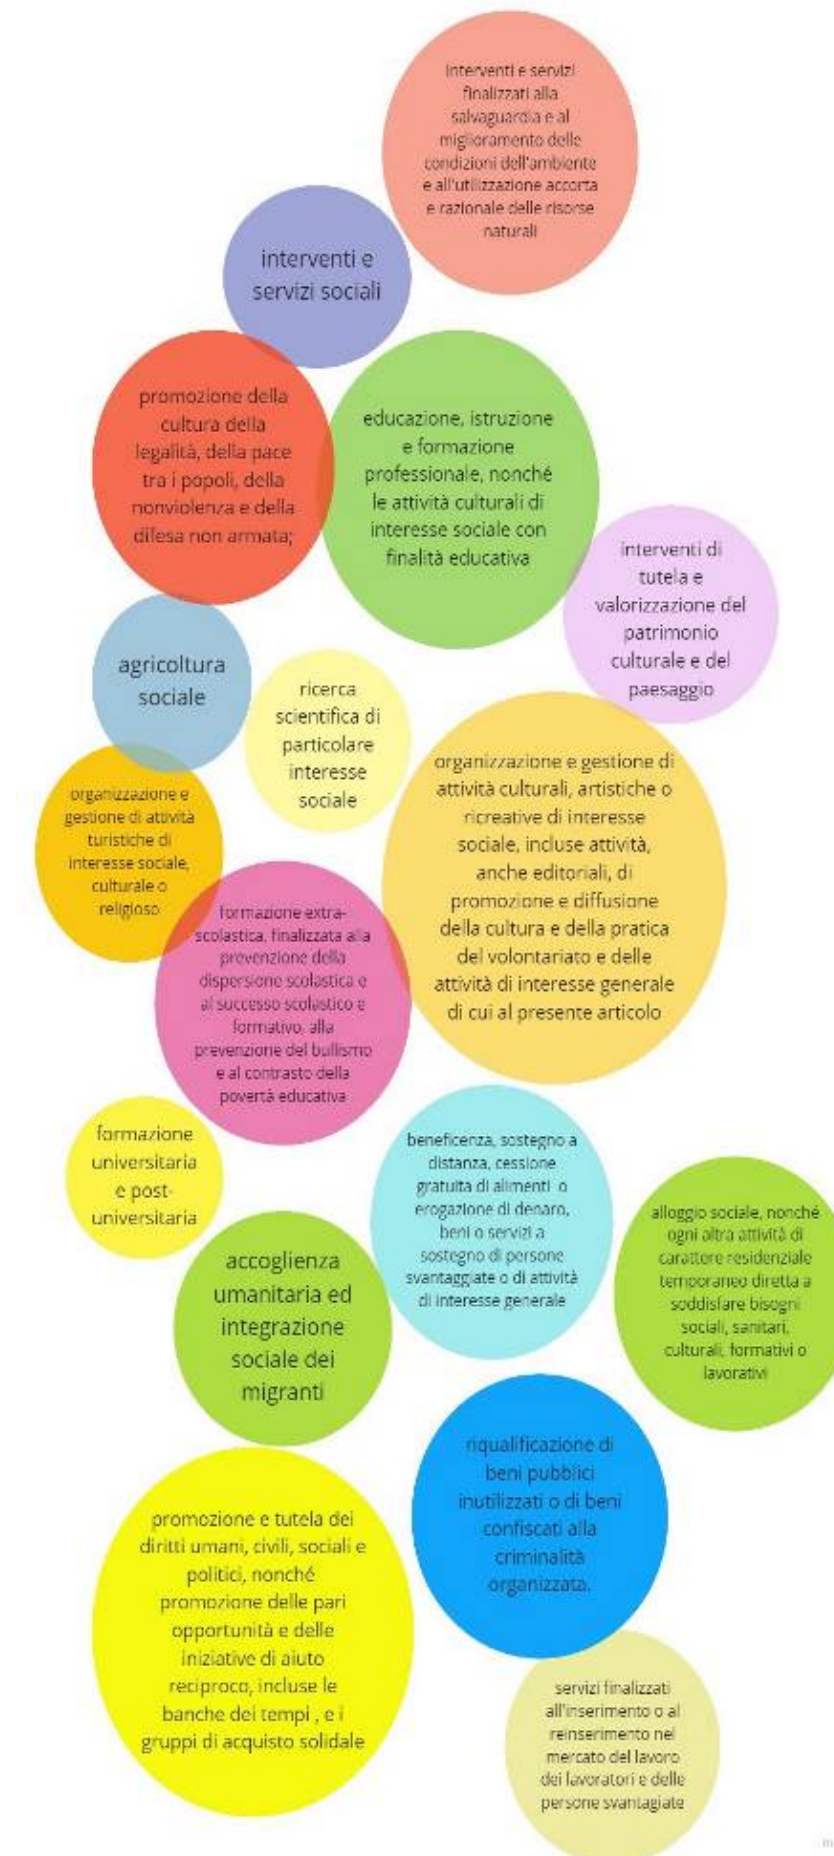 interventi e servizi
finalizzati alla
salvaguardia e al
miglioramento delle
condizioni dell'ambiente
e all'utilizzazione accorta
e razionale delle risorse
naturali
interventi e
servizi sociali
promozione della
cultura della
legalità, della pace
tra i popoli, della
nonviolenza e della
difesa non armata;
educazione, istruzione
e formazione
professionale, nonché
le attività culturali di
interesse sociale con
finalità educativa
interventi di
tutela e
valorizzazione del
patrimonio
culturale e del
paesaggio
agricoltura
sociale
ricerca
scientifica di
particolare
interesse
sociale
organizzazione e gestione di
attività culturali, artistiche o
ricreative di interesse
sociale, incluse attività,
anche editoriali, di
promozione e diffusione
della cultura e della pratica
del volontariato e delle
attività di interesse generale
di cui al presente articolo
organizzazione e
gestione di attività
turistiche di
interesse sociale,
culturale o
religioso
formazione extra-
scolastica, finalizzata alla
prevenzione della
dispersione scolastica e
al successo scolastico e
formativo, alla
prevenzione del bullismo
e al contrasto della
povertà educativa
formazione
universitaria
e post-
universitaria
beneficenza, sostegno a
distanza, cessione
gratuita di alimenti o
erogazione di denaro,
beni o servizi a
sostegno di persone
svantaggiate o di attività
di interesse generale
alloggio sociale, nonché
ogni altra attività di
carattere residenziale
temporaneo diretta a
soddisfare bisogni
sociali, sanitari,
culturali, formativi o
lavorativi
accoglienza
umanitaria ed
integrazione
sociale dei
migranti
riqualificazione di
beni pubblici
inutilizzati o di beni
confiscati alla
criminalità
organizzata.
promozione e tutela dei
diritti umani, civili, sociali e
politici, nonché
promozione delle pari
opportunità e delle
iniziative di aiuto
reciproco, incluse le
banche dei tempi , e i
gruppi di acquisto solidale
servizi finalizzati
all'inserimento o al
reinserimento nel
mercato del lavoro
dei lavoratori e delle
persone svantagiate